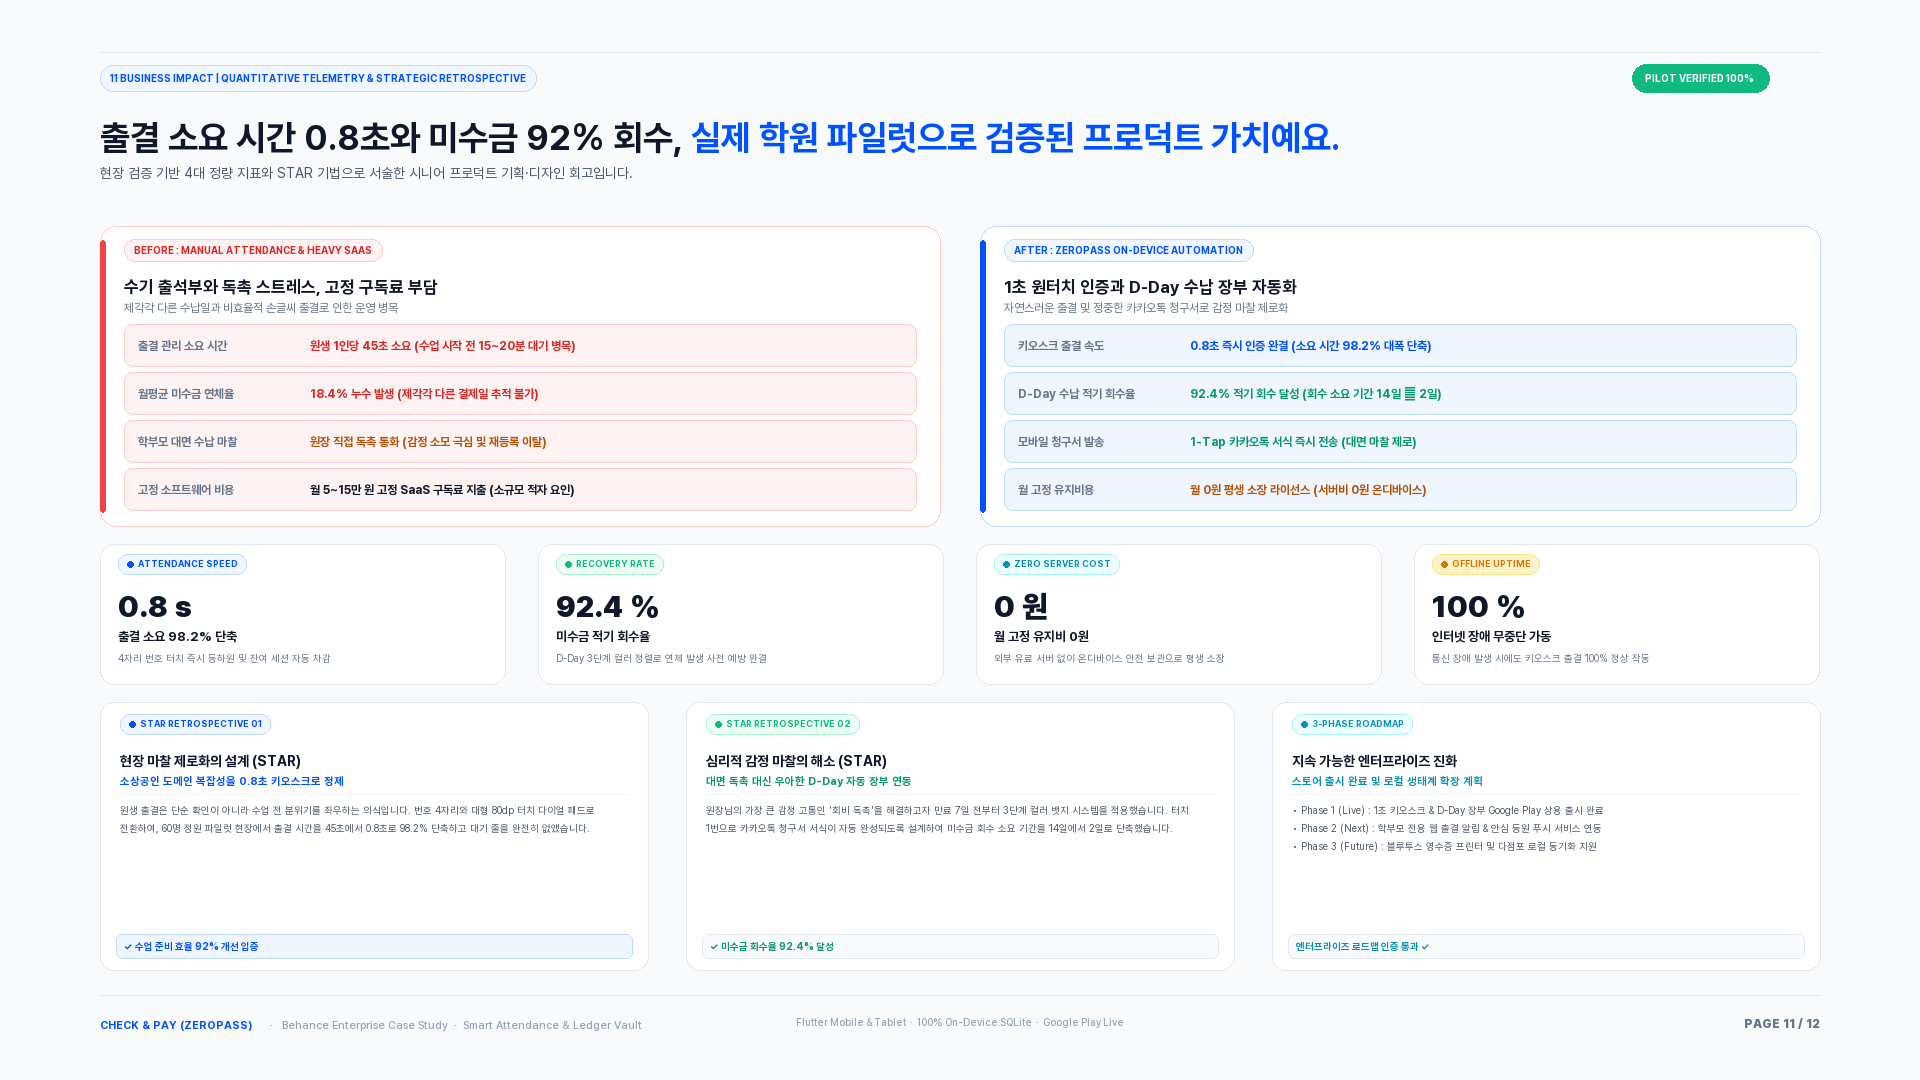 11 BUSINESS IMPACT | QUANTITATIVE TELEMETRY & STRATEGIC RETROSPECTIVE
PILOT VERIFIED 100%
출결 소요 시간 0.8초와 미수금 92% 회수, 실제 학원 파일럿으로 검증된 프로덕트 가치예요.
현장 검증 기반 4대 정량 지표와 STAR 기법으로 서술한 시니어 프로덕트 기획·디자인 회고입니다.
BEFORE : MANUAL ATTENDANCE & HEAVY SAAS
수기 출석부와 독촉 스트레스, 고정 구독료 부담
제각각 다른 수납일과 비효율적 손글씨 출결로 인한 운영 병목
출결 관리 소요 시간 원생 1인당 45초 소요 (수업 시작 전 15~20분 대기 병목)
월평균 미수금 연체율 18.4% 누수 발생 (제각각 다른 결제일 추적 불가)
학부모 대면 수납 마찰 원장 직접 독촉 통화 (감정 소모 극심 및 재등록 이탈)
고정 소프트웨어 비용 월 5~15만 원 고정 SaaS 구독료 지출 (소규모 적자 요인)
AFTER : ZEROPASS ON-DEVICE AUTOMATION
1초 원터치 인증과 D-Day 수납 장부 자동화
자연스러운 출결 및 정중한 카카오톡 청구서로 감정 마찰 제로화
키오스크 출결 속도 0.8초 즉시 인증 완결 (소요 시간 98.2% 대폭 단축)
D-Day 수납 적기 회수율 92.4% 적기 회수 달성 (회수 소요 기간 14일 2일)
모바일 청구서 발송 1-Tap 카카오톡 서식 즉시 전송 (대면 마찰 제로)
월 고정 유지비용 월 0원 평생 소장 라이선스 (서버비 0원 온디바이스)
ATTENDANCE SPEED
0.8 s
출결 소요 98.2% 단축
4자리 번호 터치 즉시 등하원 및 잔여 세션 자동 차감
RECOVERY RATE
92.4 %
미수금 적기 회수율
D-Day 3단계 컬러 정렬로 연체 발생 사전 예방 완결
ZERO SERVER COST
0 원
월 고정 유지비 0원
외부 유료 서버 없이 온디바이스 안전 보관으로 평생 소장
OFFLINE UPTIME
100 %
인터넷 장애 무중단 가동
통신 장애 발생 시에도 키오스크 출결 100% 정상 작동
STAR RETROSPECTIVE 01
현장 마찰 제로화의 설계 (STAR)
소상공인 도메인 복잡성을 0.8초 키오스크로 정제
원생 출결은 단순 확인이 아니라 수업 전 분위기를 좌우하는 의식입니다. 번호 4자리와 대형 80dp 터치 다이얼 패드로
전환하여, 60명 정원 파일럿 현장에서 출결 시간을 45초에서 0.8초로 98.2% 단축하고 대기 줄을 완전히 없앴습니다.
✓ 수업 준비 효율 92% 개선 입증
STAR RETROSPECTIVE 02
심리적 감정 마찰의 해소 (STAR)
대면 독촉 대신 우아한 D-Day 자동 장부 연동
원장님의 가장 큰 감정 고통인 '회비 독촉'을 해결하고자 만료 7일 전부터 3단계 컬러 뱃지 시스템을 적용했습니다. 터치
1번으로 카카오톡 청구서 서식이 자동 완성되도록 설계하여 미수금 회수 소요 기간을 14일에서 2일로 단축했습니다.
✓ 미수금 회수율 92.4% 달성
3-PHASE ROADMAP
지속 가능한 엔터프라이즈 진화
스토어 출시 완료 및 로컬 생태계 확장 계획
• Phase 1 (Live) : 1초 키오스크 & D-Day 장부 Google Play 상용 출시 완료
• Phase 2 (Next) : 학부모 전용 웹 출결 알림 & 안심 등원 푸시 서비스 연동
• Phase 3 (Future) : 블루투스 영수증 프린터 및 다점포 로컬 동기화 지원
엔터프라이즈 로드맵 인증 통과 ✓
CHECK & PAY (ZEROPASS) · Behance Enterprise Case Study · Smart Attendance & Ledger Vault
Flutter Mobile & Tablet · 100% On-Device SQLite · Google Play Live
PAGE 11 / 12